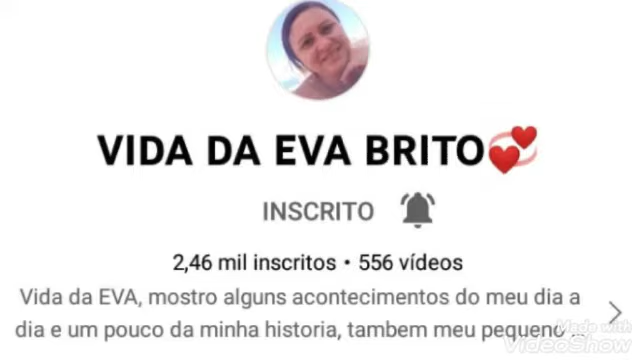 VIDA DA EVA BRITO💞
INSCRITO
2,46 mil inscritos • 556 vídeos
Vida da EVA, mostro alguns acontecimentos do meu dia a
dia e um pouco da minha historia, tambem meu pequeno ...
Made with
VideoShow